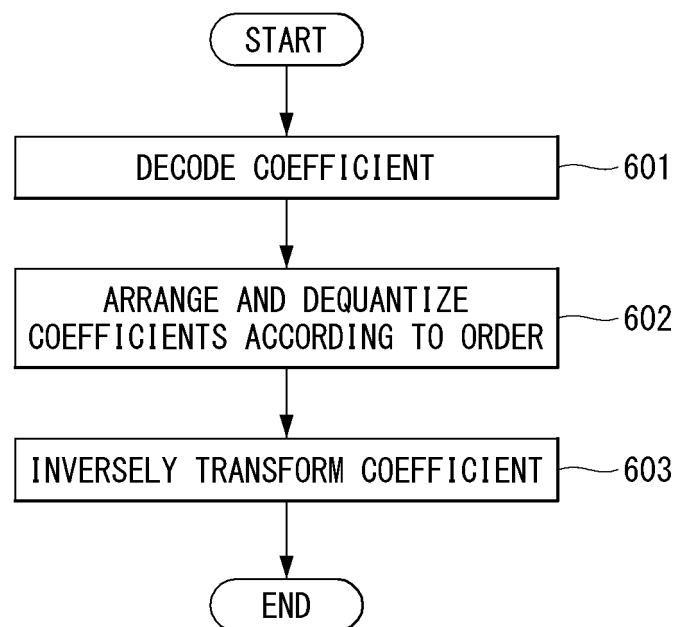 START
DECODE COEFFICIENT
601
ARRANGE AND DEQUANTIZE
COEFFICIENTS ACCORDING TO ORDER
602
INVERSELY TRANSFORM COEFFICIENT
603
END